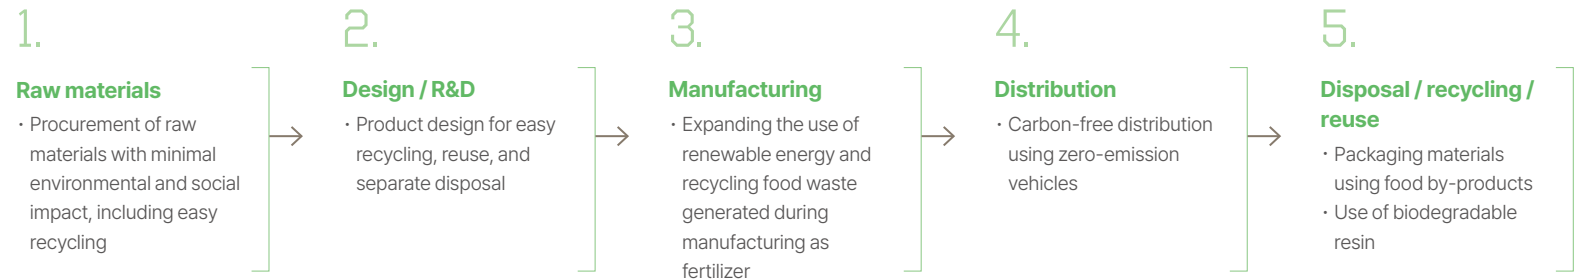 1.
Raw materials
· Procurement of raw
materials with minimal
environmental and social
impact, including easy
recycling
2.
Design / R&D
· Product design for easy
recycling, reuse, and
separate disposal
3.
Manufacturing
· Expanding the use of
renewable energy and
recycling food waste
generated during
manufacturing as
fertilizer
4.
Distribution
· Carbon-free distribution
using zero-emission
vehicles
5.
Disposal / recycling /
reuse
· Packaging materials
using food by-products
· Use of biodegradable
resin